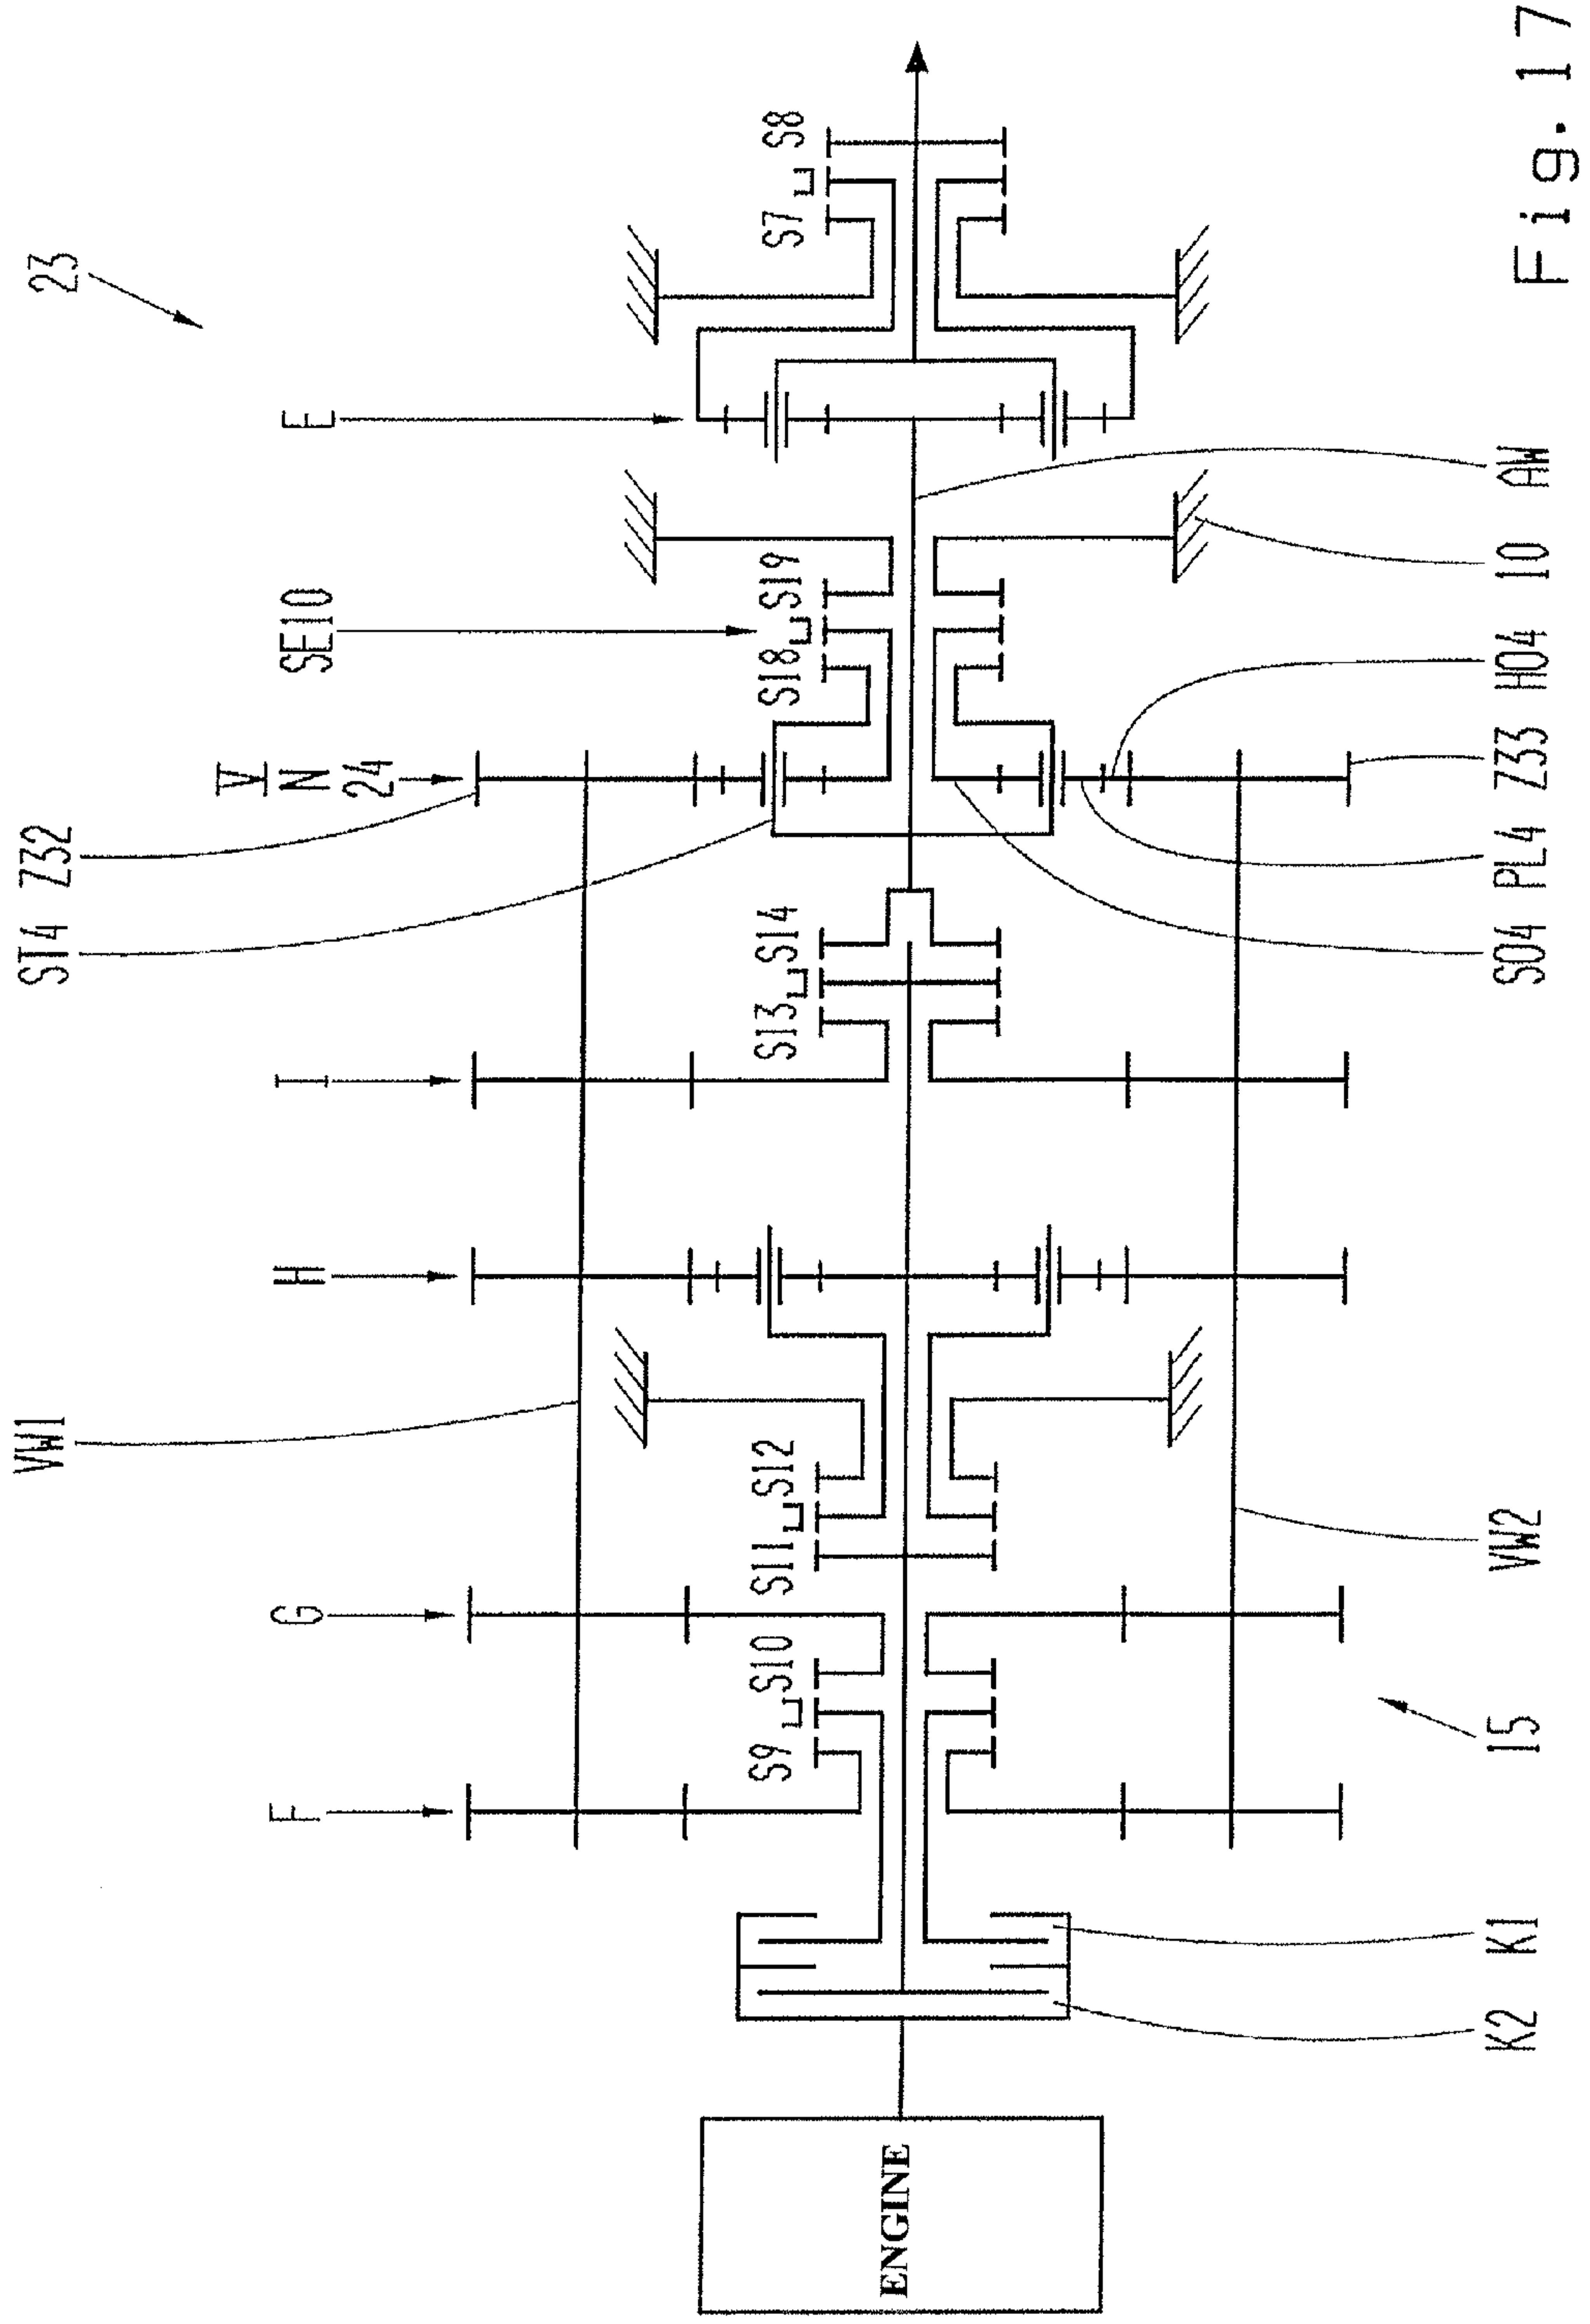 VW1
ST4 Z32
23
F
G
H
I
V
N
24
SE10
E
S9 S10
S11 S12
S13 S14
S18 S19
S7 S8
ENGINE
K2
K1
15
VW2
SO4
PL4
Z33
HO4
10
AW
Fig. 17